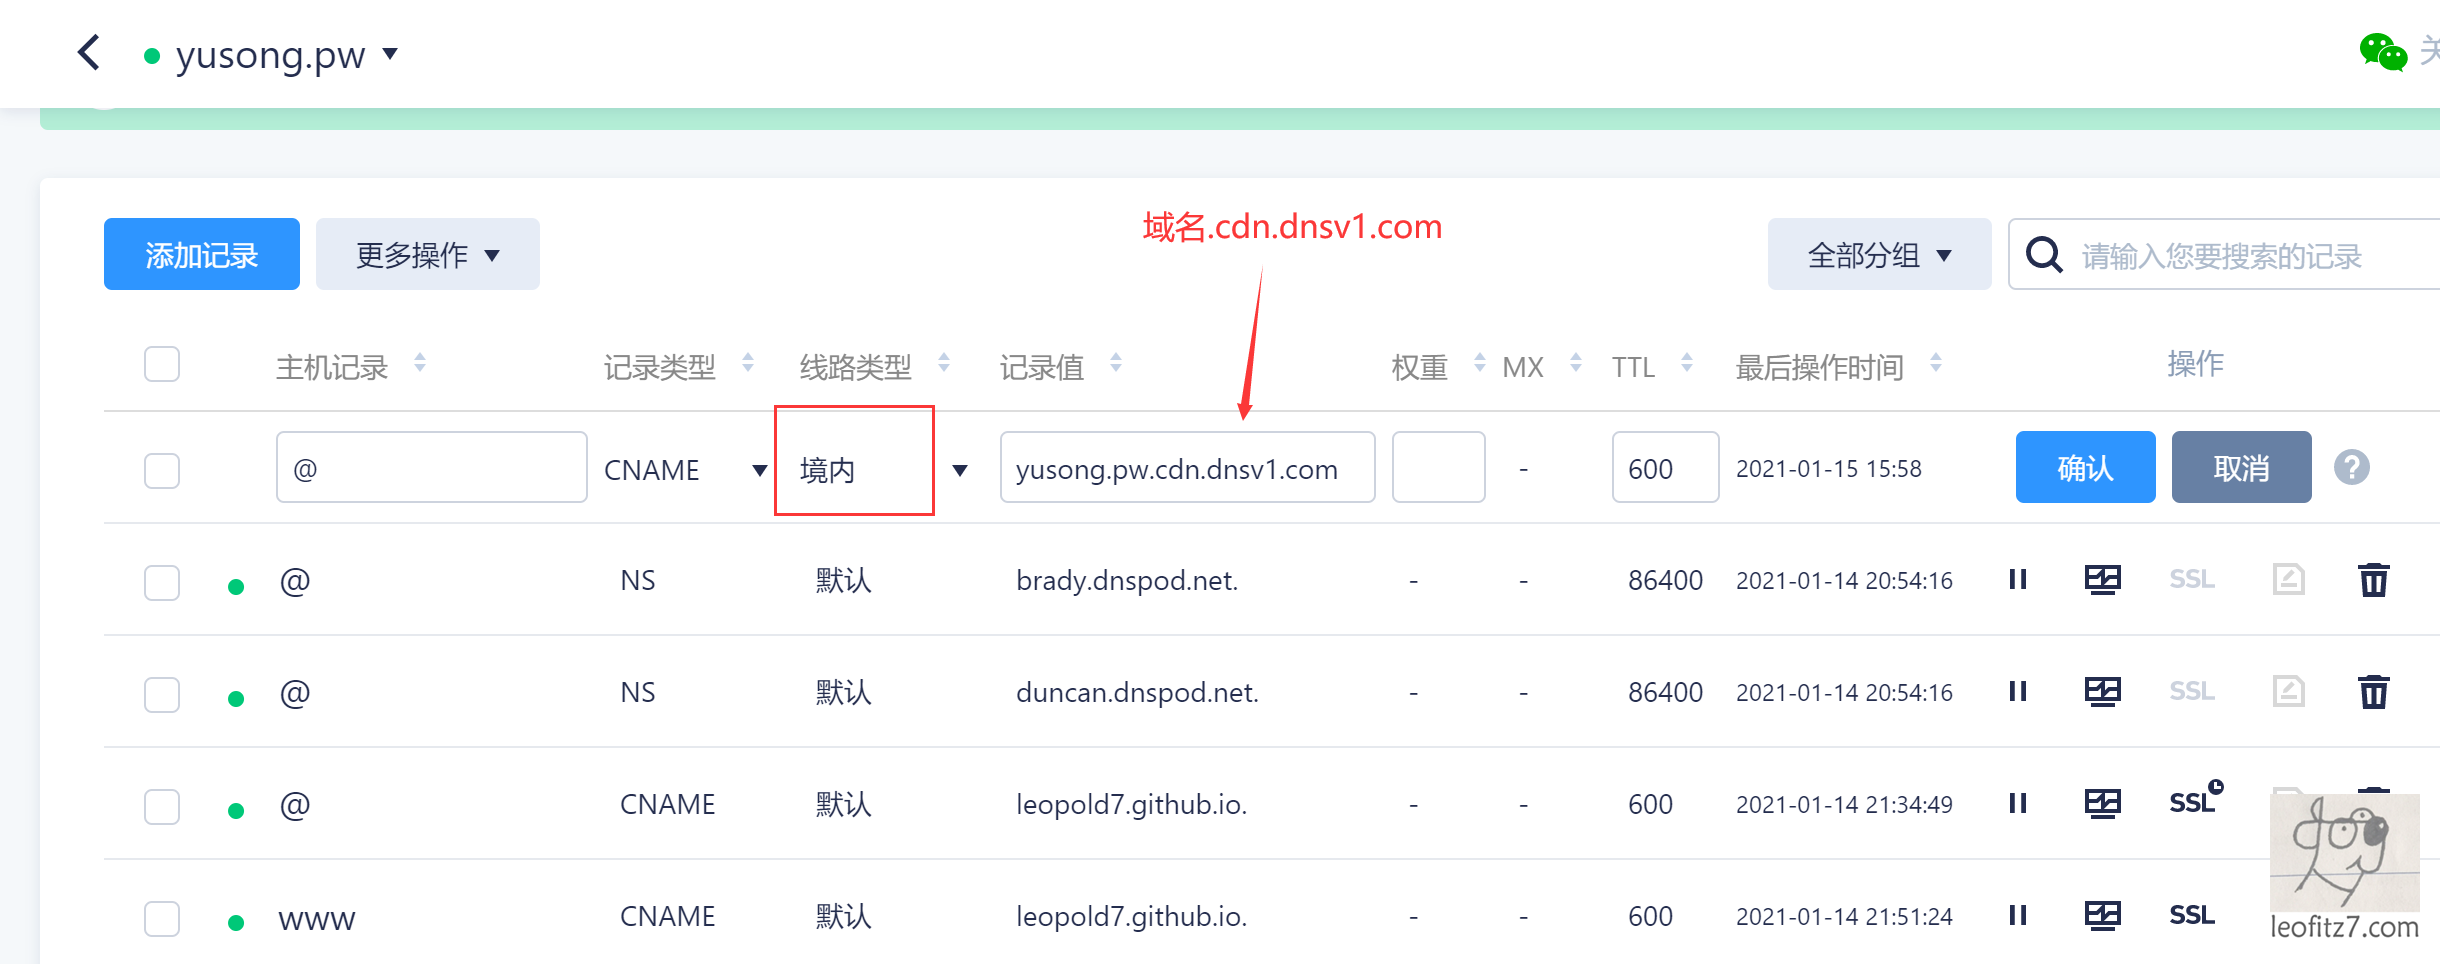 yusong.pw
关
域名.cdn.dnsv1.com
添加记录 更多操作 全部分组 请输入您要搜索的记录
主机记录 记录类型 线路类型 记录值 权重 MX TTL 最后操作时间 操作
@ CNAME 境内 yusong.pw.cdn.dnsv1.com - 600 2021-01-15 15:58 确认 取消 ?
@ NS 默认 brady.dnspod.net. - - 86400 2021-01-14 20:54:16 SSL
@ NS 默认 duncan.dnspod.net. - - 86400 2021-01-14 20:54:16 SSL
@ CNAME 默认 leopold7.github.io. - - 600 2021-01-14 21:34:49 SSL
www CNAME 默认 leopold7.github.io. - - 600 2021-01-14 21:51:24 SSL
dog
leofitz7.com